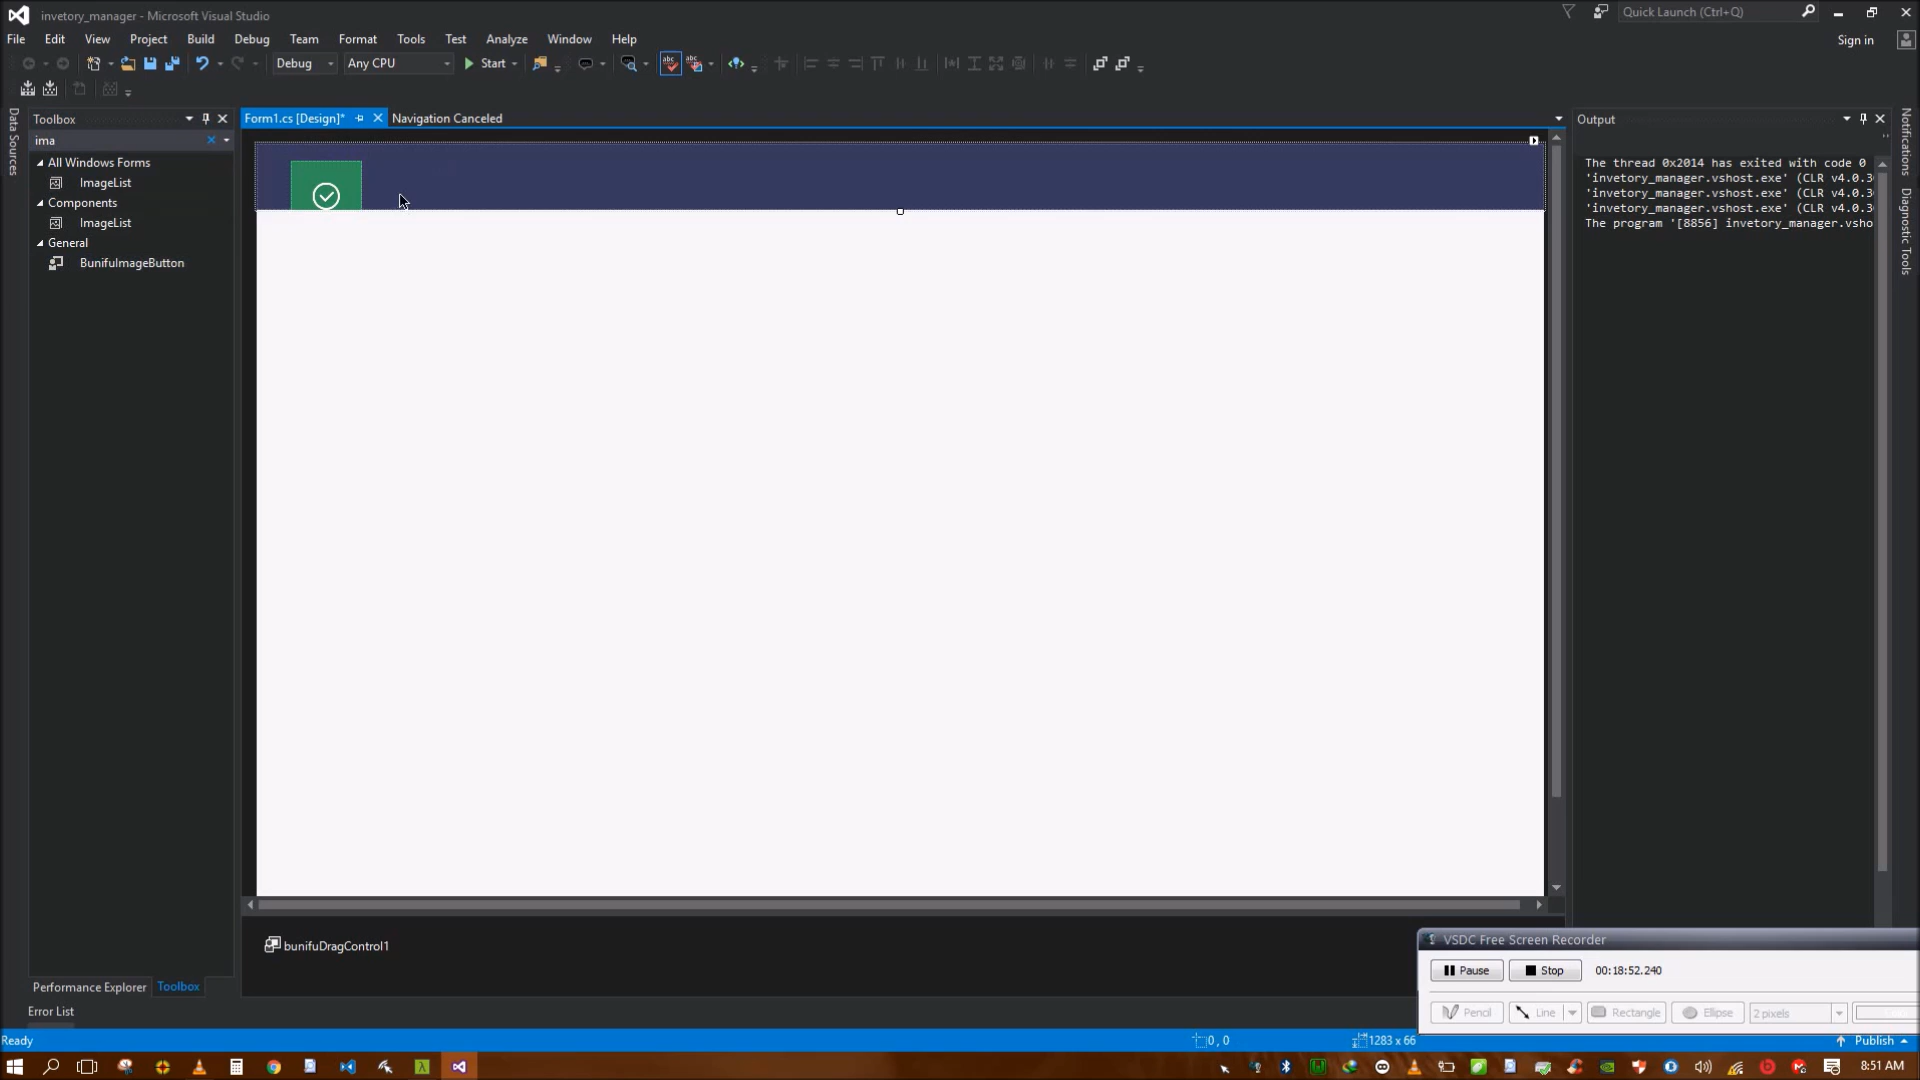 invetory_manager - Microsoft Visual Studio
Quick Launch (Ctrl+Q)
File Edit View Project Build Debug Team Format Tools Test Analyze Window Help
Sign in
Debug Any CPU Start
Data Sources
Toolbox
ima
All Windows Forms
ImageList
Components
ImageList
General
BunifuImageButton
Form1.cs [Design]* Navigation Canceled
Output
The thread 0x2014 has exited with code 0
'invetory_manager.vshost.exe' (CLR v4.0.3
'invetory_manager.vshost.exe' (CLR v4.0.3
'invetory_manager.vshost.exe' (CLR v4.0.3
The program '[8856] invetory_manager.vsho
Notifications
Diagnostic Tools
bunifuDragControl1
Performance Explorer Toolbox
Error List
VSDC Free Screen Recorder
Pause Stop 00:18:52.240
Pencil Line Rectangle Ellipse 2 pixels
Ready 0 , 0 1283 x 66 Publish
8:51 AM